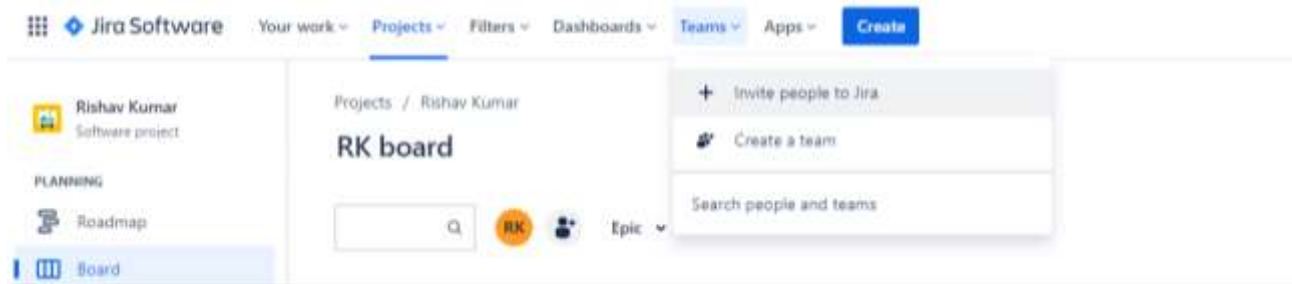 Jira Software Your work Projects Filters Dashboards Teams Apps Create
Rishav Kumar
Software project
PLANNING
Roadmap
Board
Projects / Rishav Kumar
RK board
RK Epic
Invite people to Jira
Create a team
Search people and teams